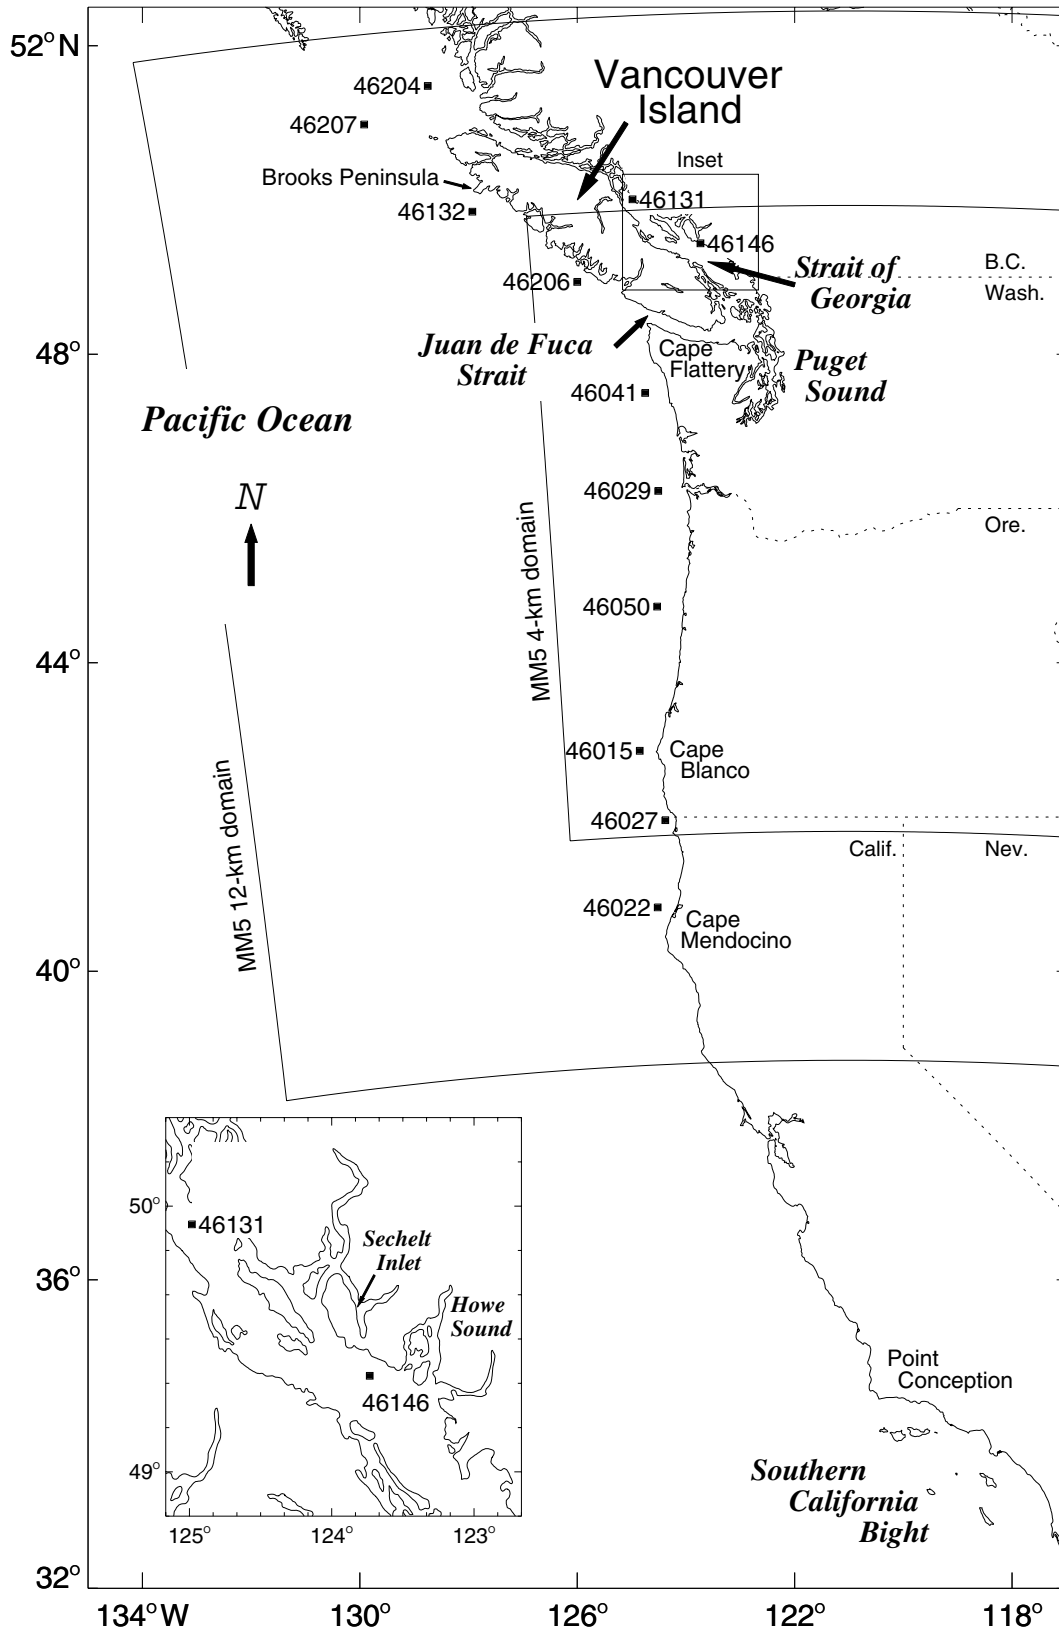 52°N
46204
Vancouver
Island
46207
Inset
Brooks Peninsula
46131
46132
46146
Strait of
Georgia
B.C.
46206
Wash.
Juan de Fuca
Strait
Cape
Flattery
48°
Puget
Sound
46041
Pacific Ocean
N
46029
Ore.
MM5 4-km domain
46050
44°
46015
Cape
Blanco
MM5 12-km domain
46027
Calif.
Nev.
46022
Cape
Mendocino
40°
50°
46131
Sechelt
Inlet
36°
Howe
Sound
Point
Conception
46146
49°
Southern
California
Bight
125°
124°
123°
32°
134°W
130°
126°
122°
118°